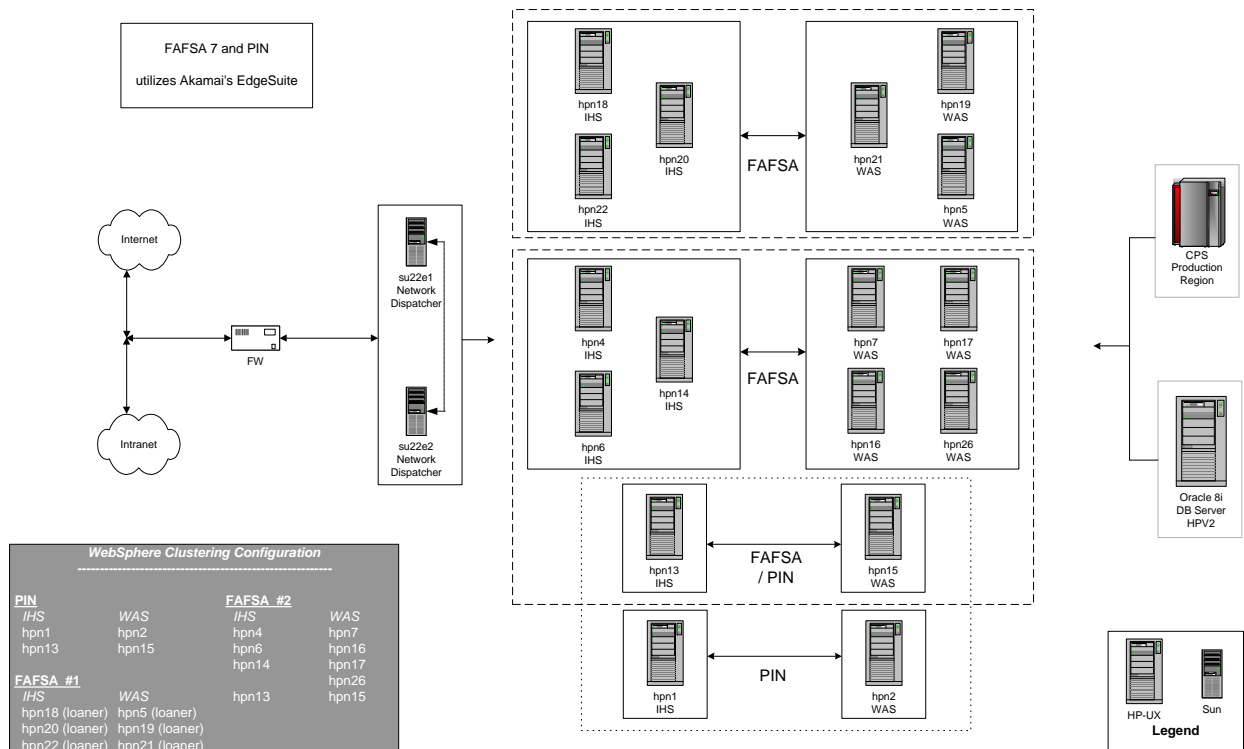 FAFSA 7 and PIN
utilizes Akamai's EdgeSuite
hpn18
IHS
hpn20
IHS
hpn22
IHS
FAFSA
hpn19
WAS
hpn21
WAS
hpn5
WAS
Internet
Intranet
FW
su22e1
Network
Dispatcher
su22e2
Network
Dispatcher
hpn4
IHS
hpn14
IHS
hpn6
IHS
FAFSA
hpn7
WAS
hpn17
WAS
hpn16
WAS
hpn26
WAS
hpn13
IHS
FAFSA
/ PIN
hpn15
WAS
hpn1
IHS
PIN
hpn2
WAS
CPS
Production
Region
Oracle 8i
DB Server
HPV2
WebSphere Clustering Configuration
----------------------------------------------------------
PIN FAFSA #2
IHS WAS IHS WAS
hpn1 hpn2 hpn4 hpn7
hpn13 hpn15 hpn6 hpn16
hpn14 hpn17
FAFSA #1 hpn26
IHS WAS hpn13 hpn15
hpn18 (loaner) hpn5 (loaner)
hpn20 (loaner) hpn19 (loaner)
hpn22 (loaner) hpn21 (loaner)
HP-UX
Sun
Legend